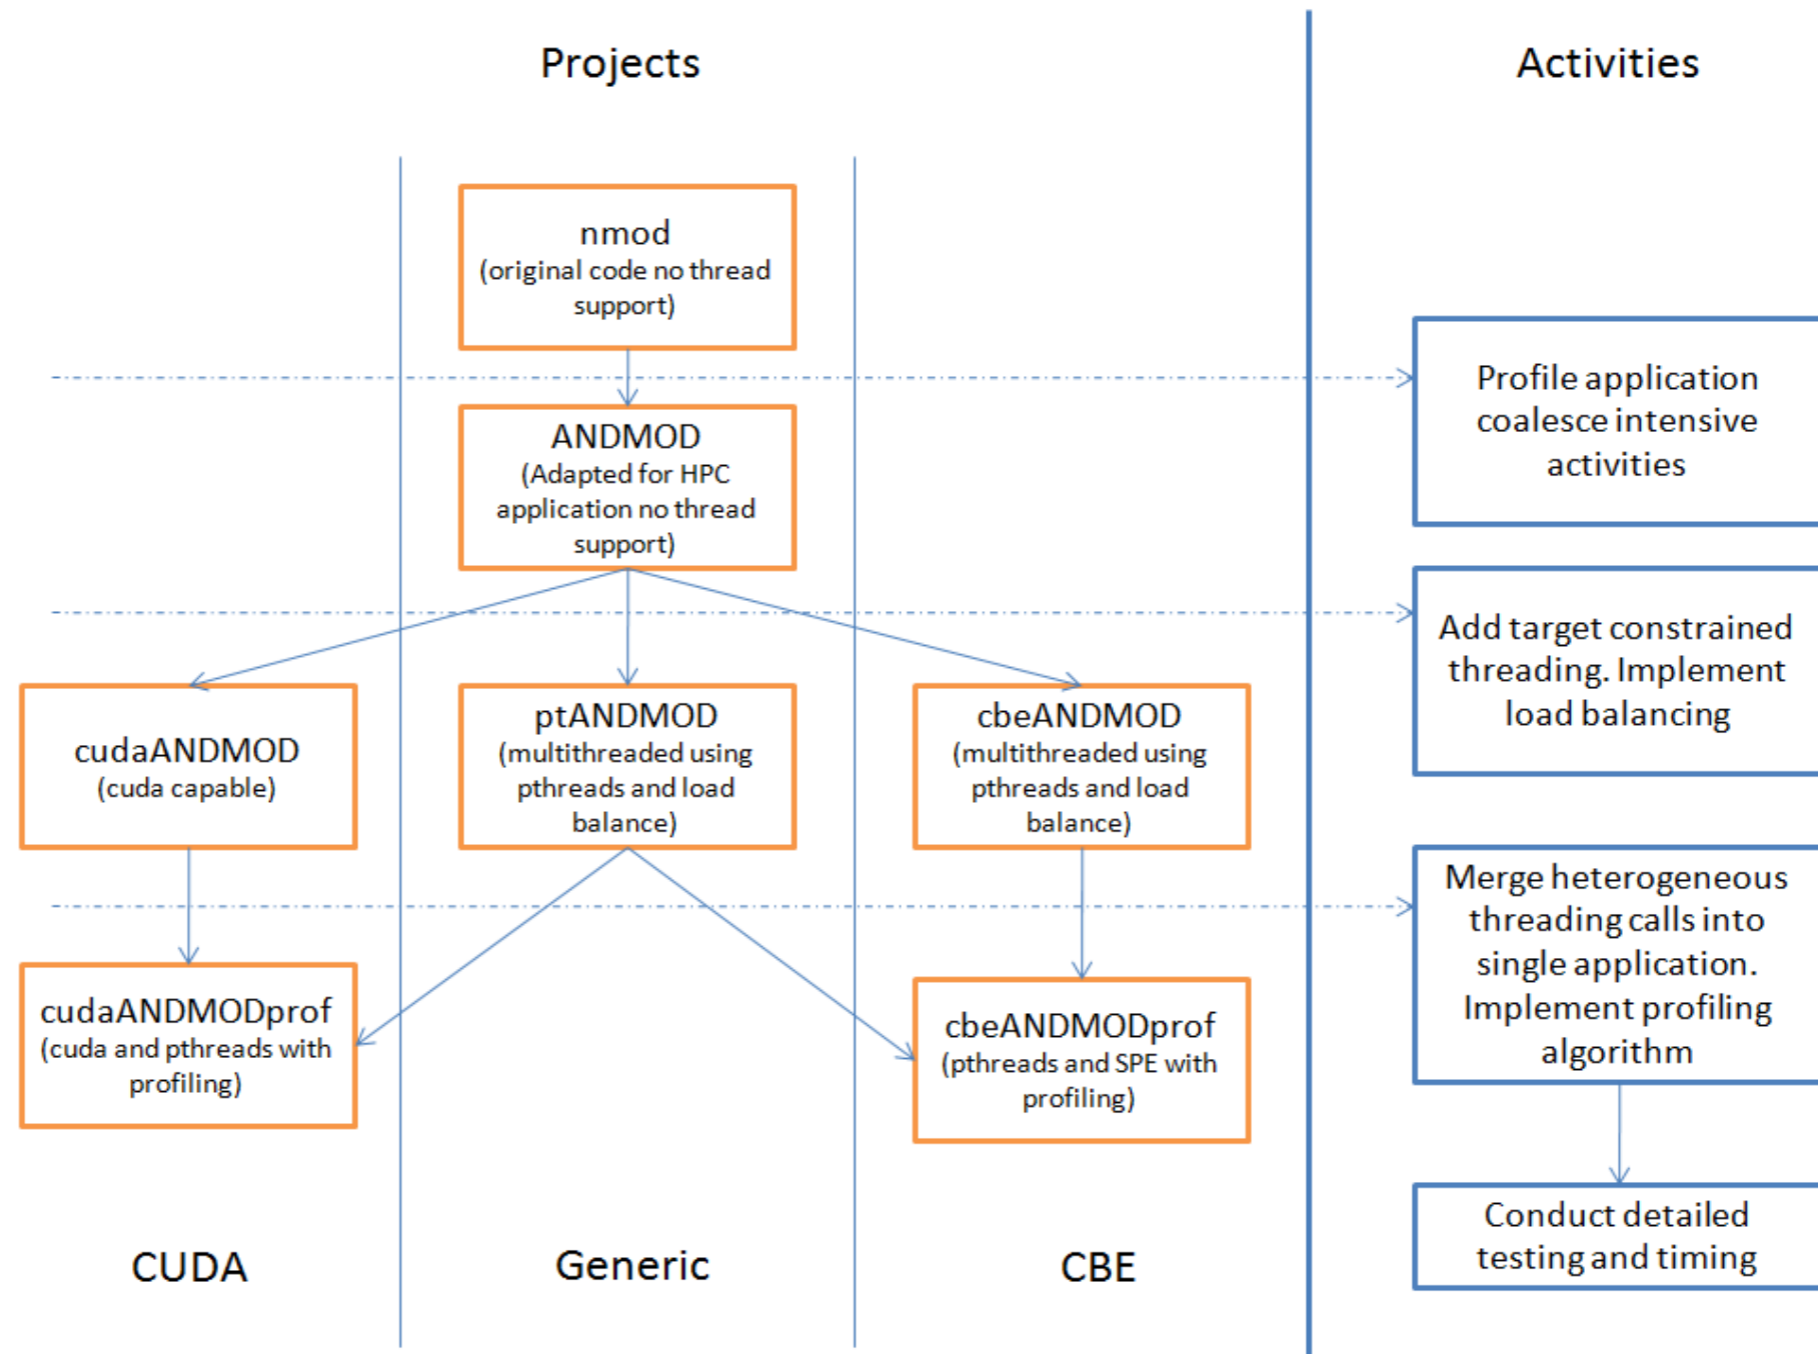 Projects
Activities
nmod
(original code no thread
support)
ANDMOD
(Adapted for HPC
application no thread
support)
Profile application
coalesce intensive
activities
Add target constrained
threading. Implement
load balancing
cudaANDMOD
(cuda capable)
ptANDMOD
(multithreaded using
pthreads and load
balance)
cbeANDMOD
(multithreaded using
pthreads and load
balance)
Merge heterogeneous
threading calls into
single application.
Implement profiling
algorithm
cudaANDMODprof
(cuda and pthreads with
profiling)
cbeANDMODprof
(pthreads and SPE with
profiling)
Conduct detailed
testing and timing
CUDA
Generic
CBE